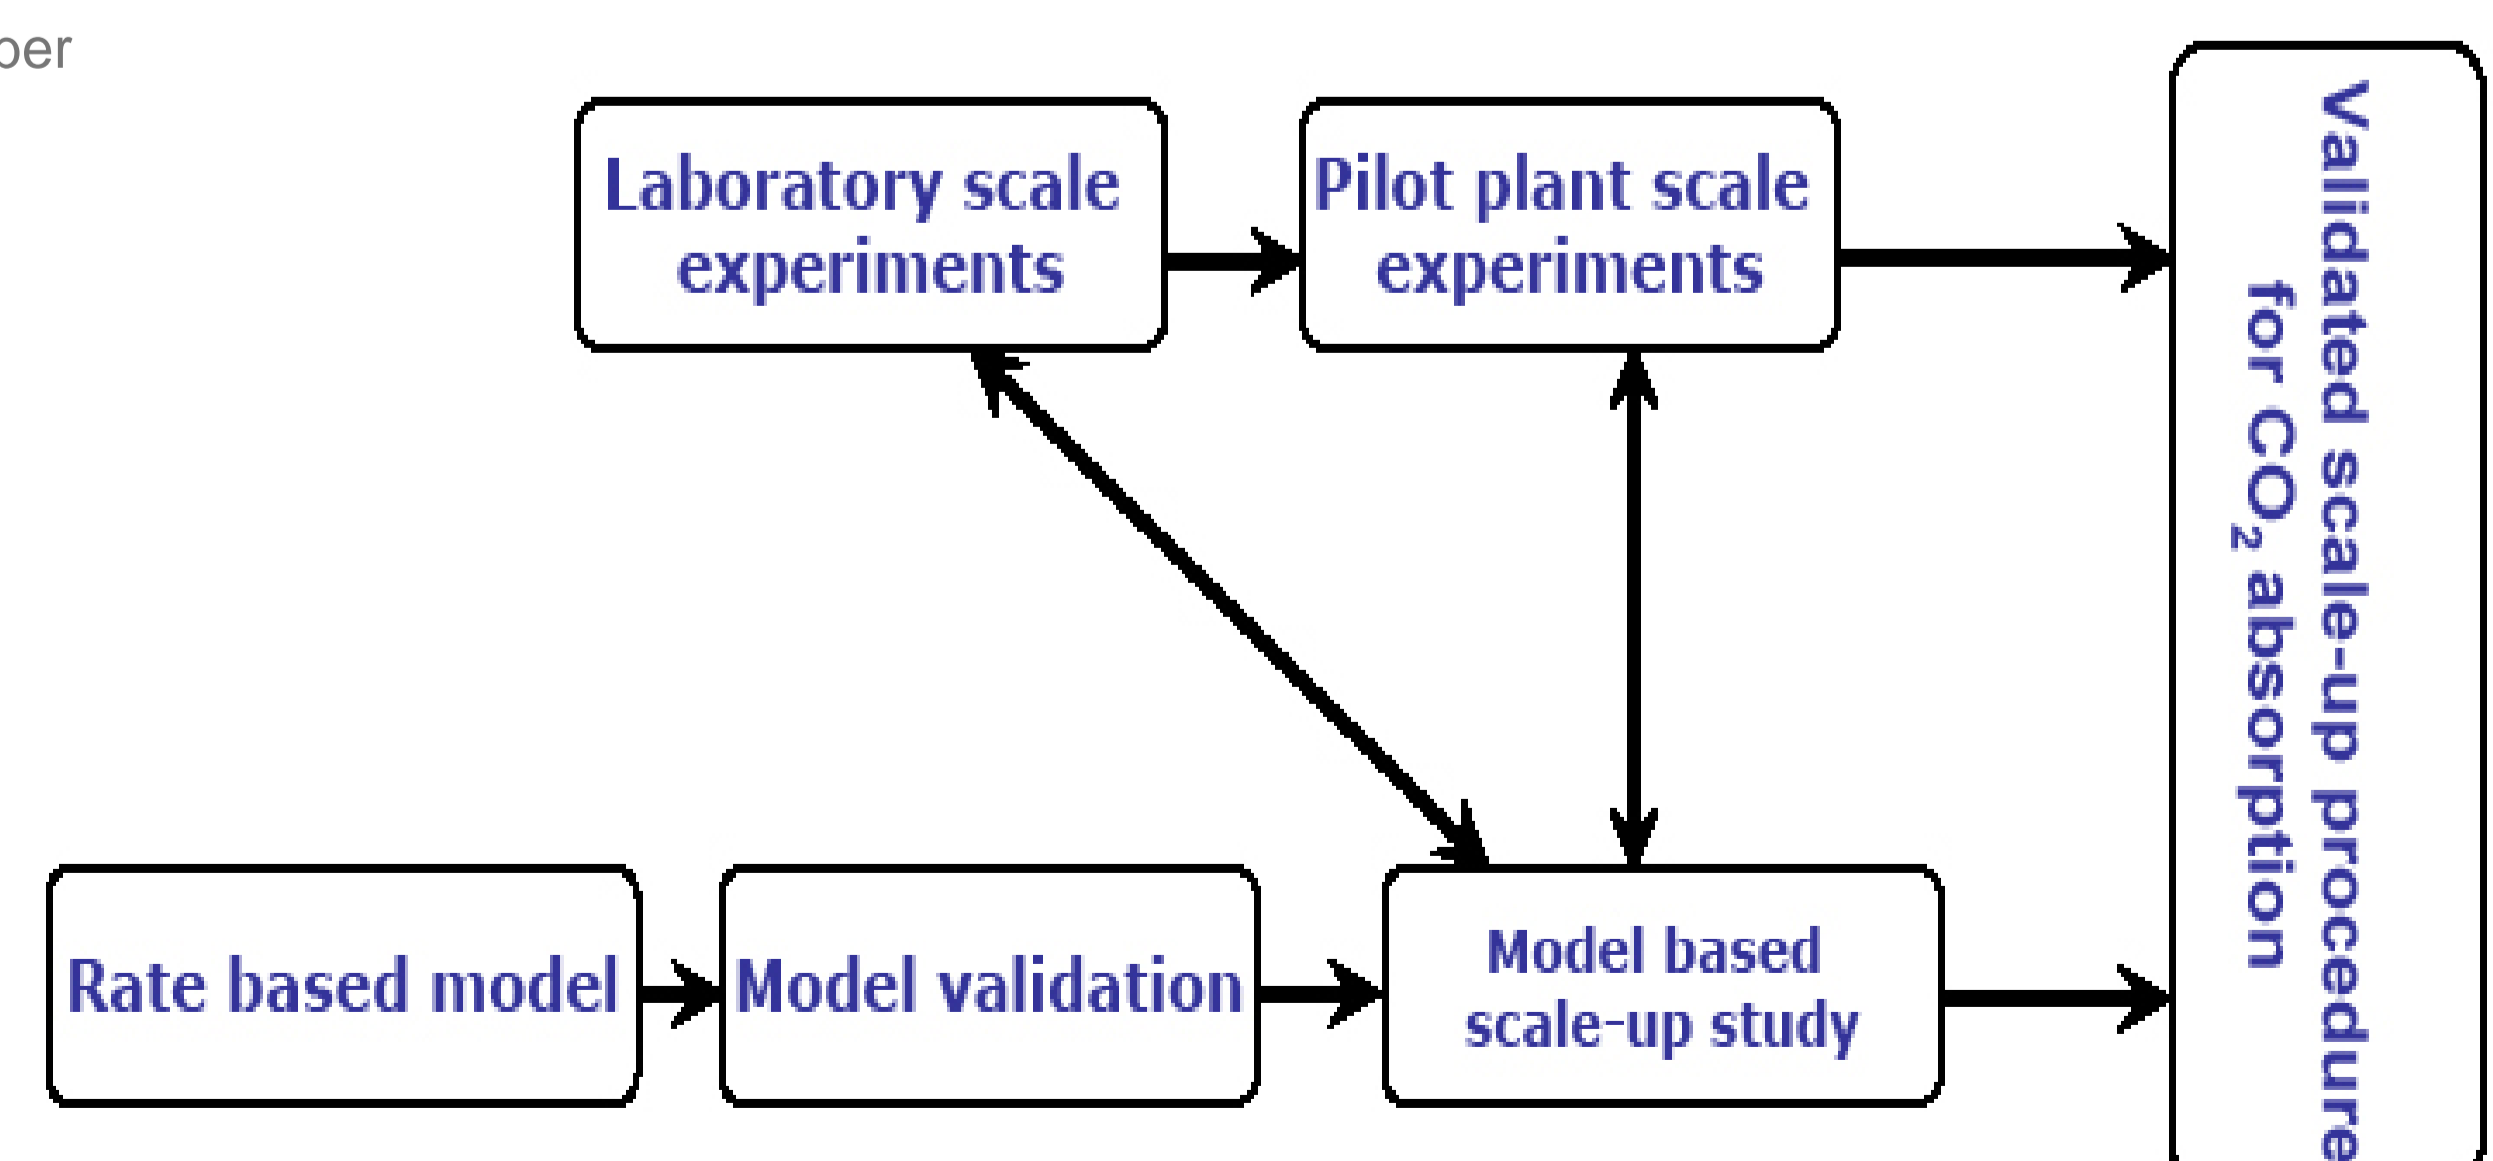 Laboratory scale
experiments
Pilot plant scale
experiments
Validated scale-up procedure
for CO₂ absorption
Rate based model
Model validation
Model based
scale-up study